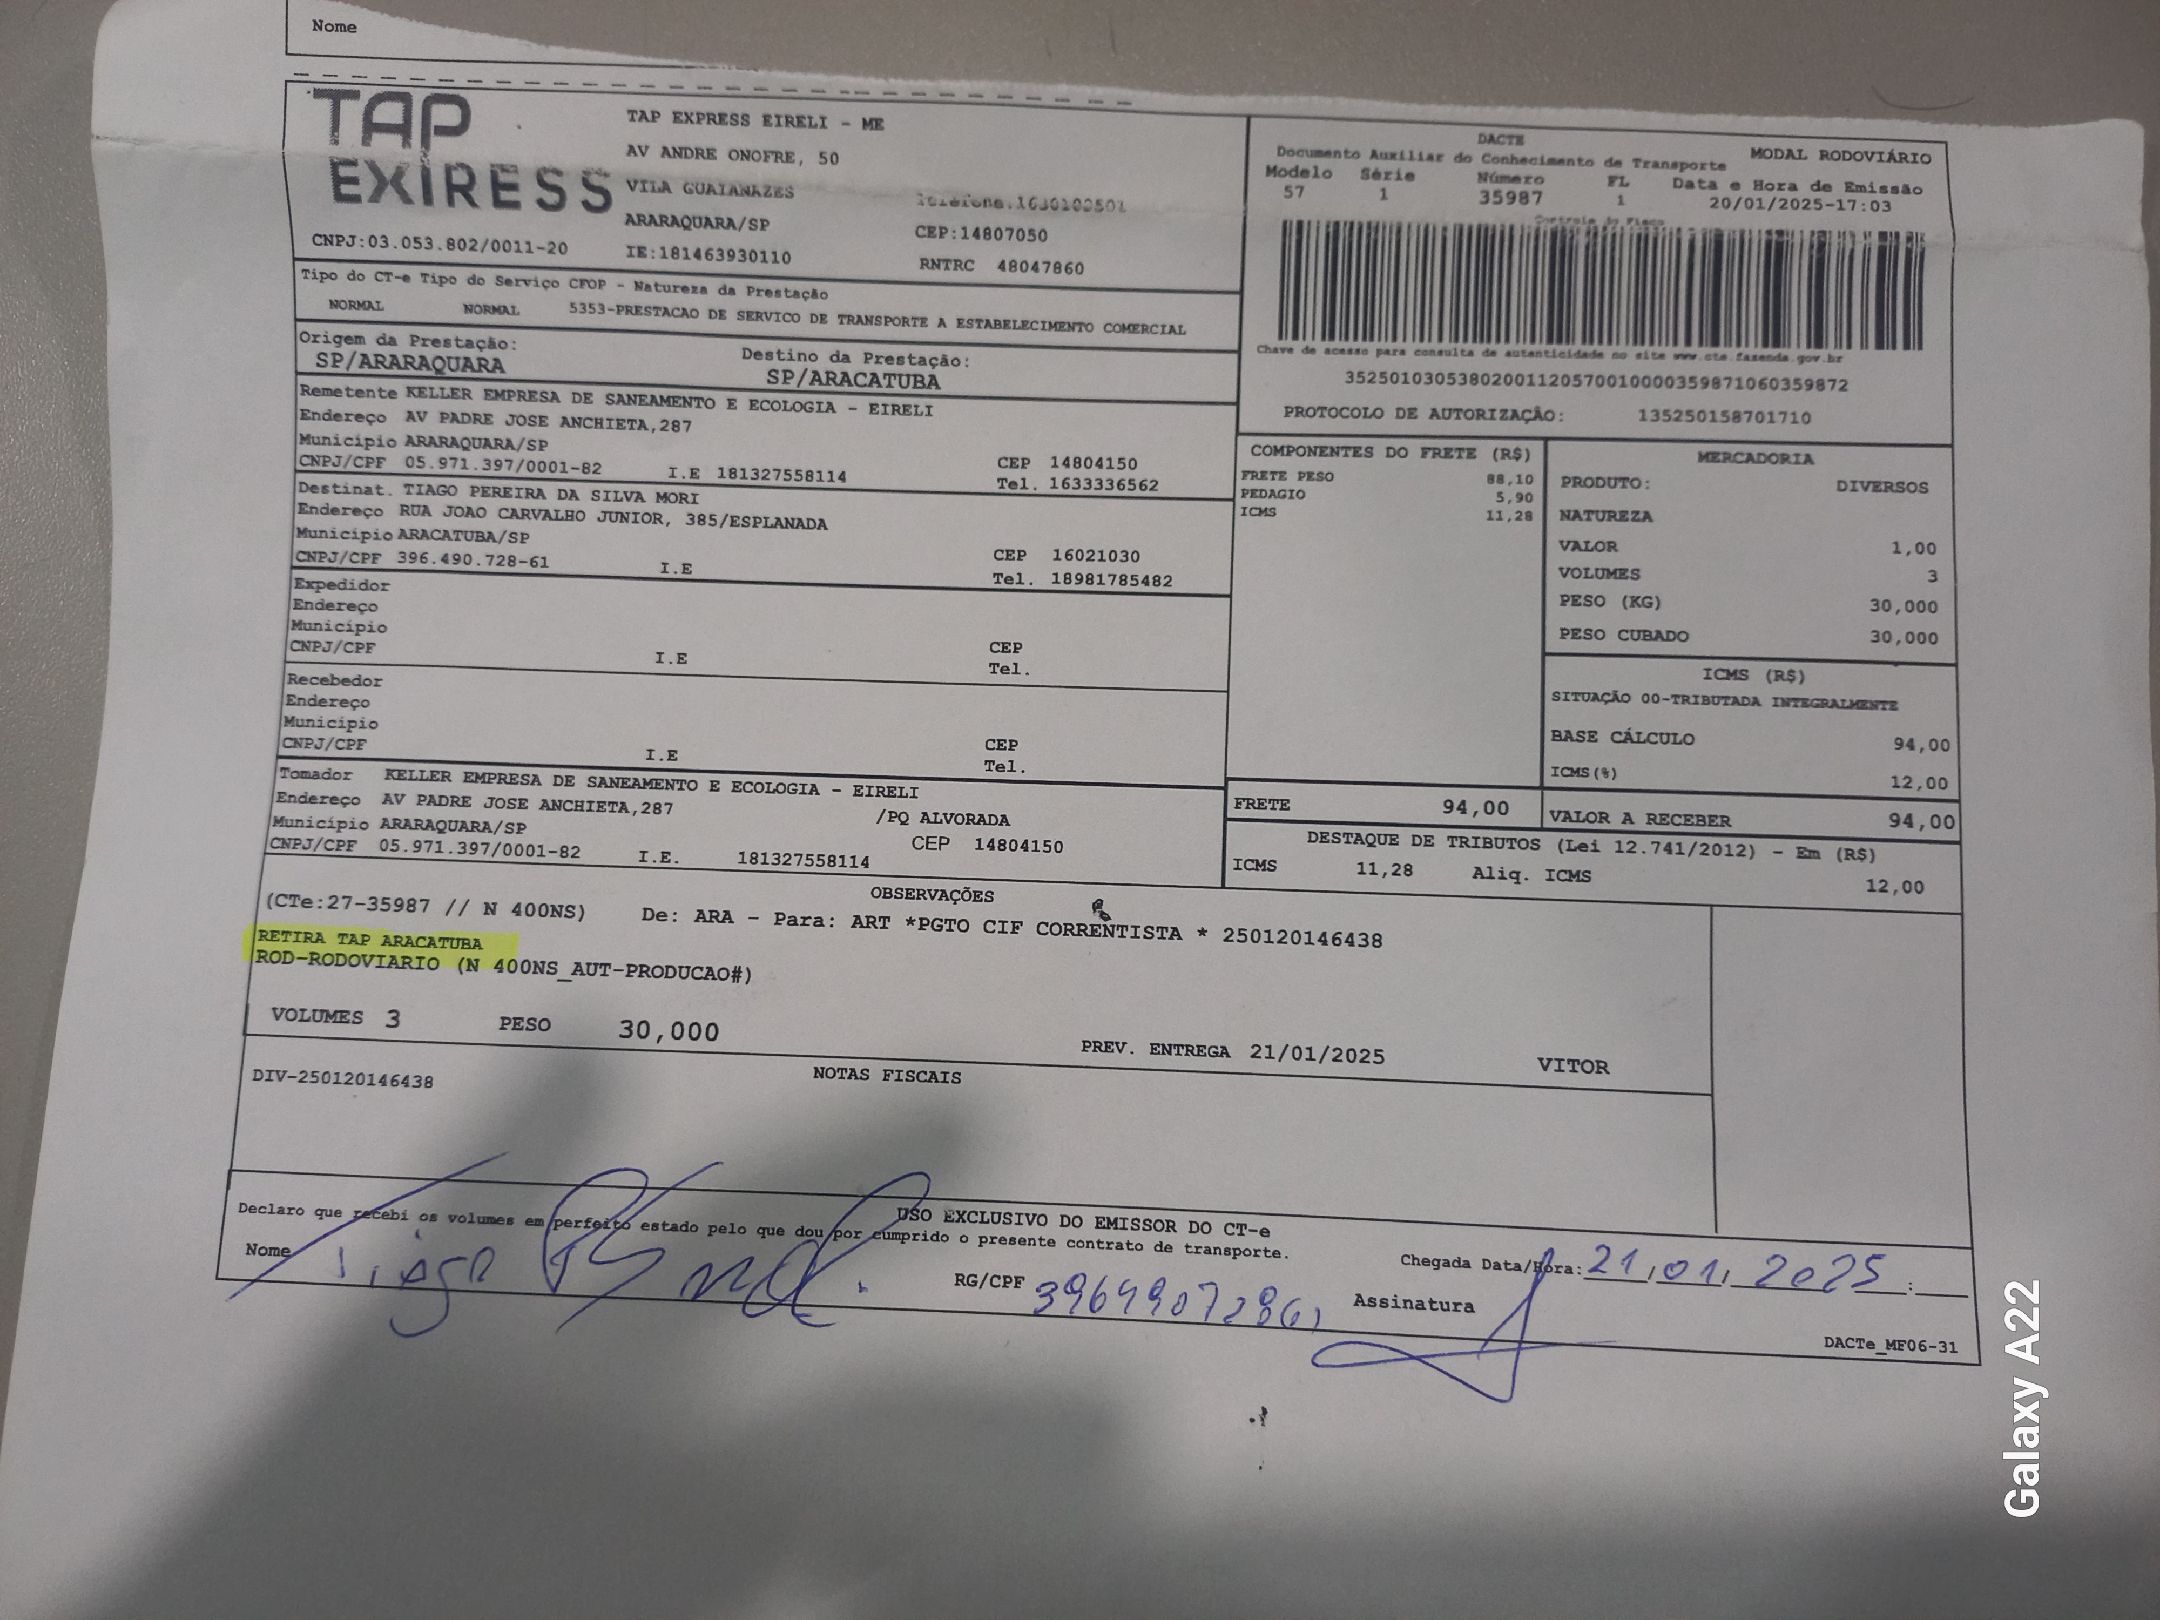 Nome
TAP EXPRESS
TAP EXPRESS EIRELI - ME
AV ANDRE ONOFRE, 50
VILA GUAIANAZES
ARARAQUARA/SP CEP:14807050
CNPJ:03.053.802/0011-20 IE:181463930110 RNTRC 48047860
DACTE MODAL RODOVIÁRIO
Documento Auxiliar do Conhecimento de Transporte
Modelo Série Número FL Data e Hora de Emissão
57 1 35987 1 20/01/2025-17:03
Controle do Fisco
Chave de acesso para consulta de autenticidade no site www.cte.fazenda.gov.br
35250103053802001120570010000359871060359872
PROTOCOLO DE AUTORIZAÇÃO: 135250158701710
Tipo do CT-e Tipo do Serviço CFOP - Natureza da Prestação
NORMAL NORMAL 5353-PRESTACAO DE SERVICO DE TRANSPORTE A ESTABELECIMENTO COMERCIAL
Origem da Prestação: Destino da Prestação:
SP/ARARAQUARA SP/ARACATUBA
Remetente KELLER EMPRESA DE SANEAMENTO E ECOLOGIA - EIRELI
Endereço AV PADRE JOSE ANCHIETA,287
Município ARARAQUARA/SP CEP 14804150
CNPJ/CPF 05.971.397/0001-82 I.E 181327558114 Tel. 1633336562
Destinat. TIAGO PEREIRA DA SILVA MORI
Endereço RUA JOAO CARVALHO JUNIOR, 385/ESPLANADA
Município ARACATUBA/SP CEP 16021030
CNPJ/CPF 396.490.728-61 I.E Tel. 18981785482
Expedidor
Endereço
Município CEP
CNPJ/CPF I.E Tel.
Recebedor
Endereço
Município CEP
CNPJ/CPF I.E Tel.
Tomador KELLER EMPRESA DE SANEAMENTO E ECOLOGIA - EIRELI
Endereço AV PADRE JOSE ANCHIETA,287 /PQ ALVORADA
Município ARARAQUARA/SP CEP 14804150
CNPJ/CPF 05.971.397/0001-82 I.E. 181327558114
COMPONENTES DO FRETE (R$)
FRETE PESO 88,10
PEDAGIO 5,90
ICMS 11,28
MERCADORIA
PRODUTO: DIVERSOS
NATUREZA
VALOR 1,00
VOLUMES 3
PESO (KG) 30,000
PESO CUBADO 30,000
ICMS (R$)
SITUAÇÃO 00-TRIBUTADA INTEGRALMENTE
BASE CÁLCULO 94,00
ICMS(%) 12,00
FRETE 94,00 VALOR A RECEBER 94,00
DESTAQUE DE TRIBUTOS (Lei 12.741/2012) - Em (R$)
ICMS 11,28 Aliq. ICMS 12,00
OBSERVAÇÕES
(CTe:27-35987 // N 400NS) De: ARA - Para: ART *PGTO CIF CORRENTISTA * 250120146438
RETIRA TAP ARACATUBA
ROD-RODOVIARIO (N 400NS_AUT-PRODUCAO#)
VOLUMES 3 PESO 30,000 PREV. ENTREGA 21/01/2025 VITOR
NOTAS FISCAIS
DIV-250120146438
USO EXCLUSIVO DO EMISSOR DO CT-e
Declaro que recebi os volumes em perfeito estado pelo que dou por cumprido o presente contrato de transporte.
Nome Tiago RG/CPF 39649072861 Assinatura Chegada Data/Hora: 21/01/2025 :
DACTe_MF06-31
Galaxy A22